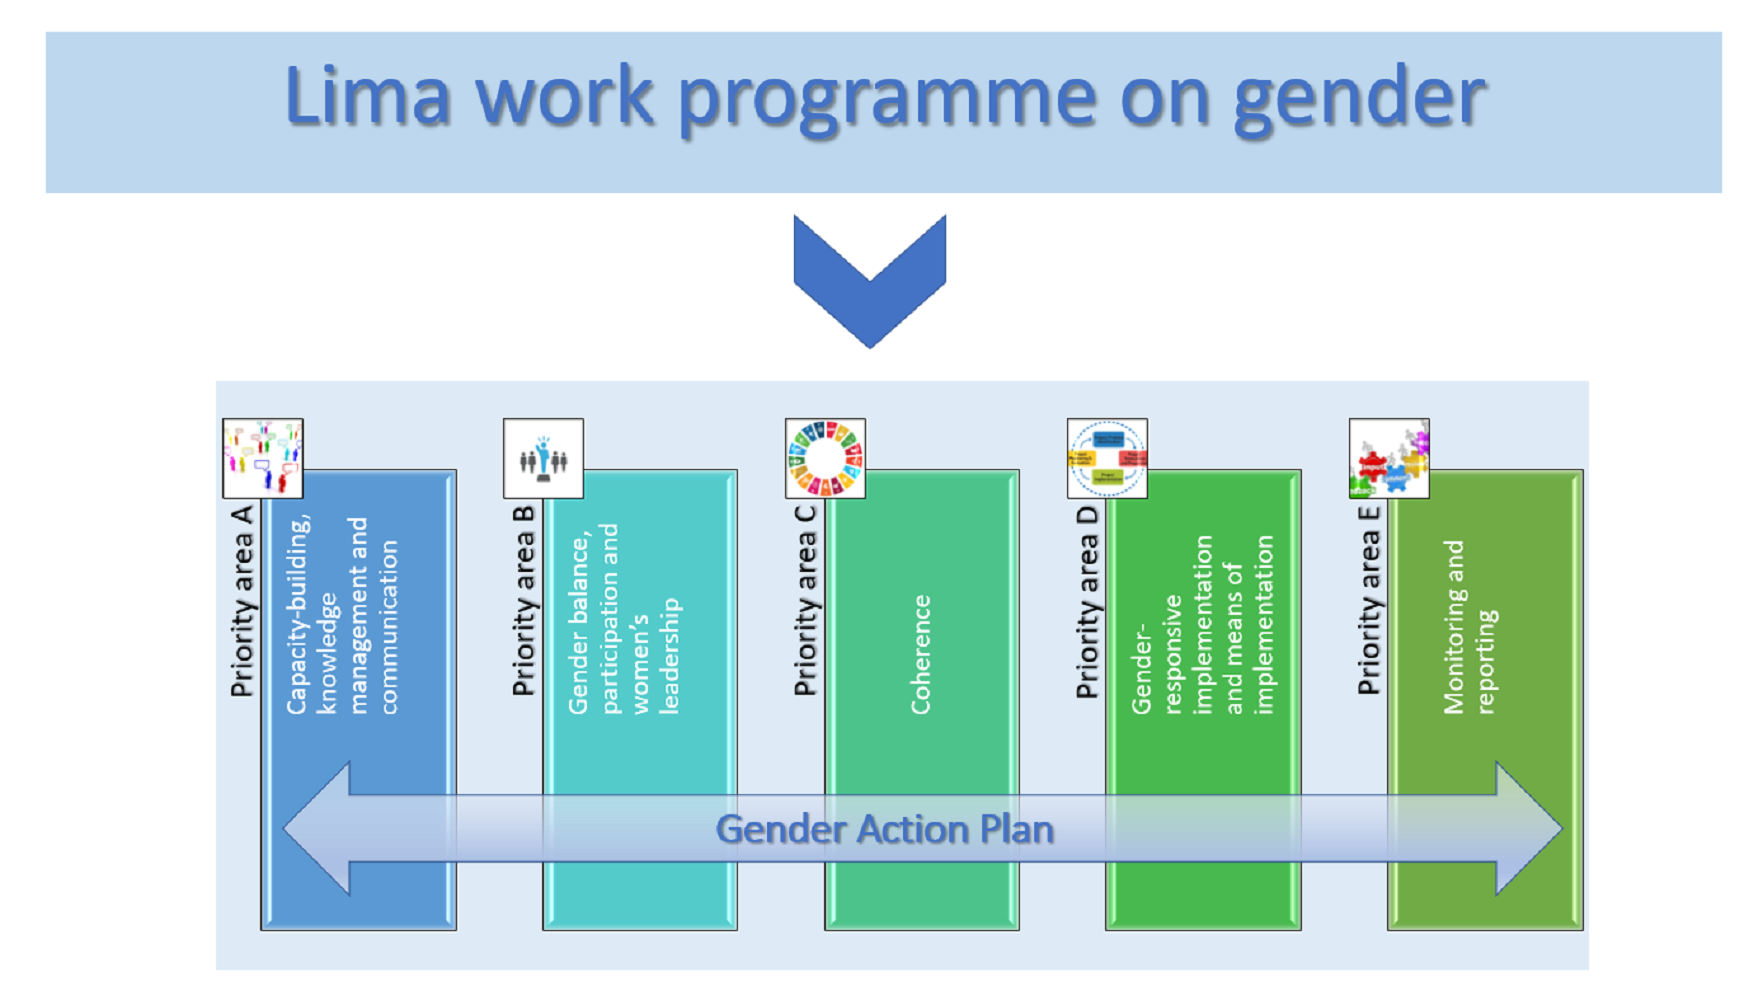 Lima work programme on gender
Priority area A
Capacity-building,
knowledge
management and
communication
Priority area B
Gender balance,
participation and
women's
leadership
Priority area C
Coherence
Priority area D
Gender-
responsive
implementation
and means of
implementation
Priority area E
Monitoring and
reporting
Gender Action Plan